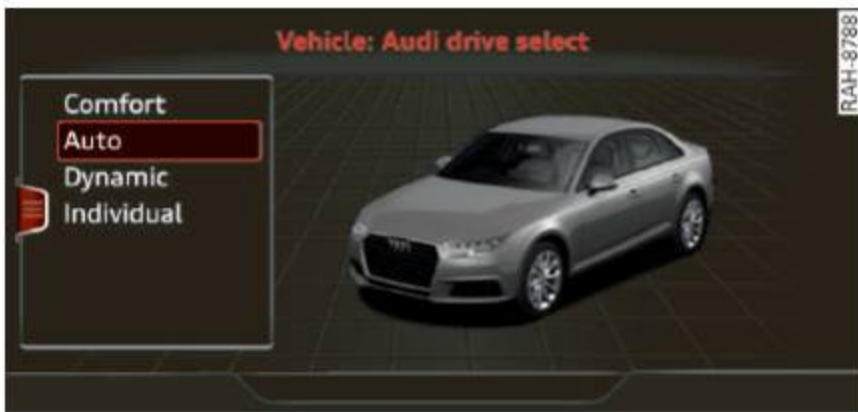 Vehicle: Audi drive select
Comfort
Auto
Dynamic
Individual
RAH-8788